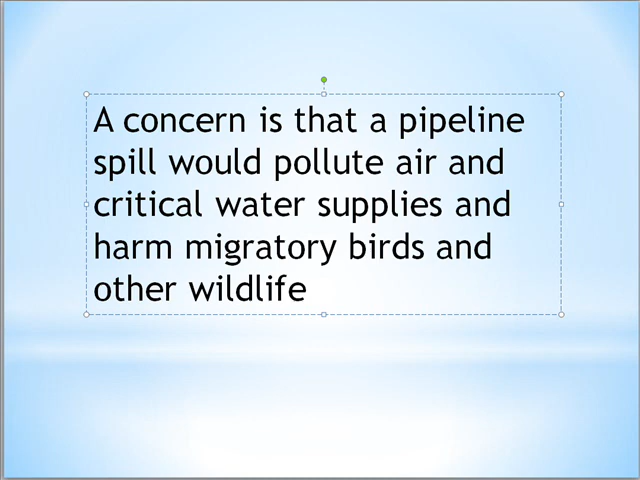 A concern is that a pipeline
spill would pollute air and
critical water supplies and
harm migratory birds and
other wildlife